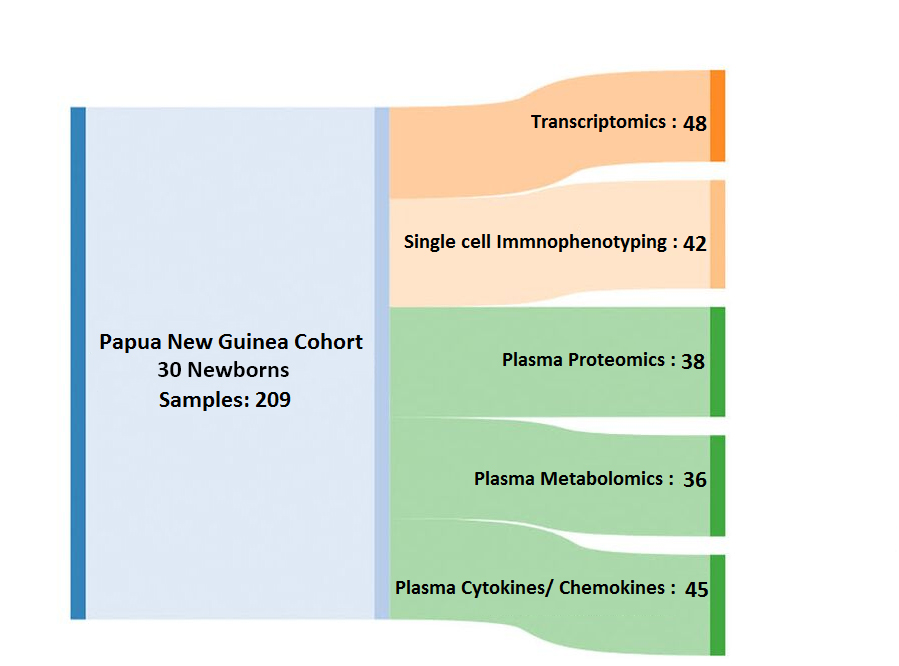 Transcriptomics : 48
Single cell Immnophenotyping : 42
Papua New Guinea Cohort
30 Newborns
Samples: 209
Plasma Proteomics : 38
Plasma Metabolomics : 36
Plasma Cytokines/ Chemokines : 45